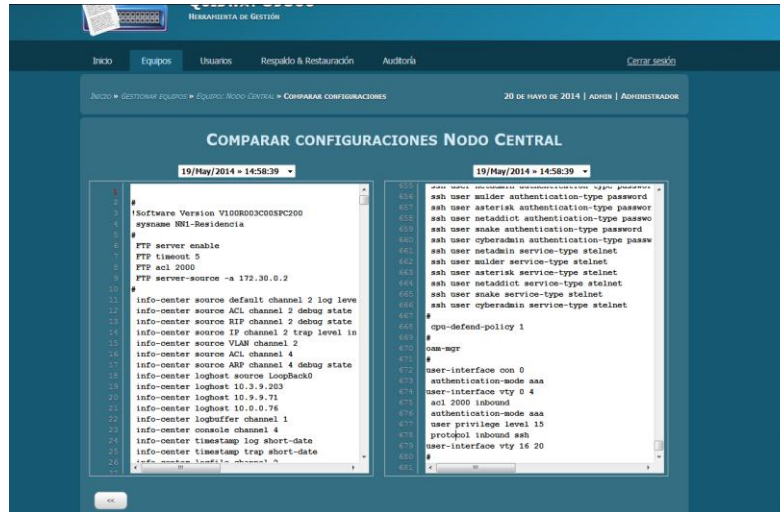 HERRAMIENTA DE GESTIÓN
Inicio Equipos Usuarios Respaldo & Restauración Auditoría Cerrar sesión
INICIO » GESTIONAR EQUIPOS » EQUIPO: NODO CENTRAL » COMPARAR CONFIGURACIONES
20 DE MAYO DE 2014 | ADMIN | ADMINISTRADOR
COMPARAR CONFIGURACIONES NODO CENTRAL
19/May/2014 » 14:58:39
1
2 #
3 !Software Version V100R003C00SPC200
4 sysname NN1-Residencia
5 #
6 FTP server enable
7 FTP timeout 5
8 FTP acl 2000
9 FTP server-source -a 172.30.0.2
10 #
11 info-center source default channel 2 log leve
12 info-center source ACL channel 2 debug state
13 info-center source RIP channel 2 debug state
14 info-center source IP channel 2 trap level in
15 info-center source VLAN channel 2
16 info-center source ACL channel 4
17 info-center source ARP channel 4 debug state
18 info-center loghost source LoopBack0
19 info-center loghost 10.3.9.203
20 info-center loghost 10.9.9.71
21 info-center loghost 10.0.0.76
22 info-center logbuffer channel 1
23 info-center console channel 4
24 info-center timestamp log short-date
25 info-center timestamp trap short-date
26 info-center logfile channel
19/May/2014 » 14:58:39
655 ssh user netadmin authentication-type passwor
656 ssh user mulder authentication-type password
657 ssh user asterisk authentication-type passwor
658 ssh user netaddict authentication-type passwo
659 ssh user snake authentication-type password
660 ssh user cyberadmin authentication-type passw
661 ssh user netadmin service-type stelnet
662 ssh user mulder service-type stelnet
663 ssh user asterisk service-type stelnet
664 ssh user netaddict service-type stelnet
665 ssh user snake service-type stelnet
666 ssh user cyberadmin service-type stelnet
667 #
668 cpu-defend-policy 1
669 #
670 oam-mgr
671 #
672 user-interface con 0
673 authentication-mode aaa
674 user-interface vty 0 4
675 acl 2000 inbound
676 authentication-mode aaa
677 user privilege level 15
678 protocol inbound ssh
679 user-interface vty 16 20
680 #
681
<<